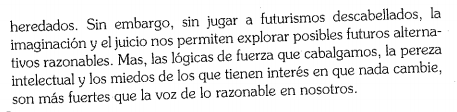 heredados. Sin embargo, sin jugar a futurismos descabellados, la
imaginación y el juicio nos permiten explorar posibles futuros alterna-
tivos razonables. Mas, las lógicas de fuerza que cabalgamos, la pereza
intelectual y los miedos de los que tienen interés en que nada cambie,
son más fuertes que la voz de lo razonable en nosotros.